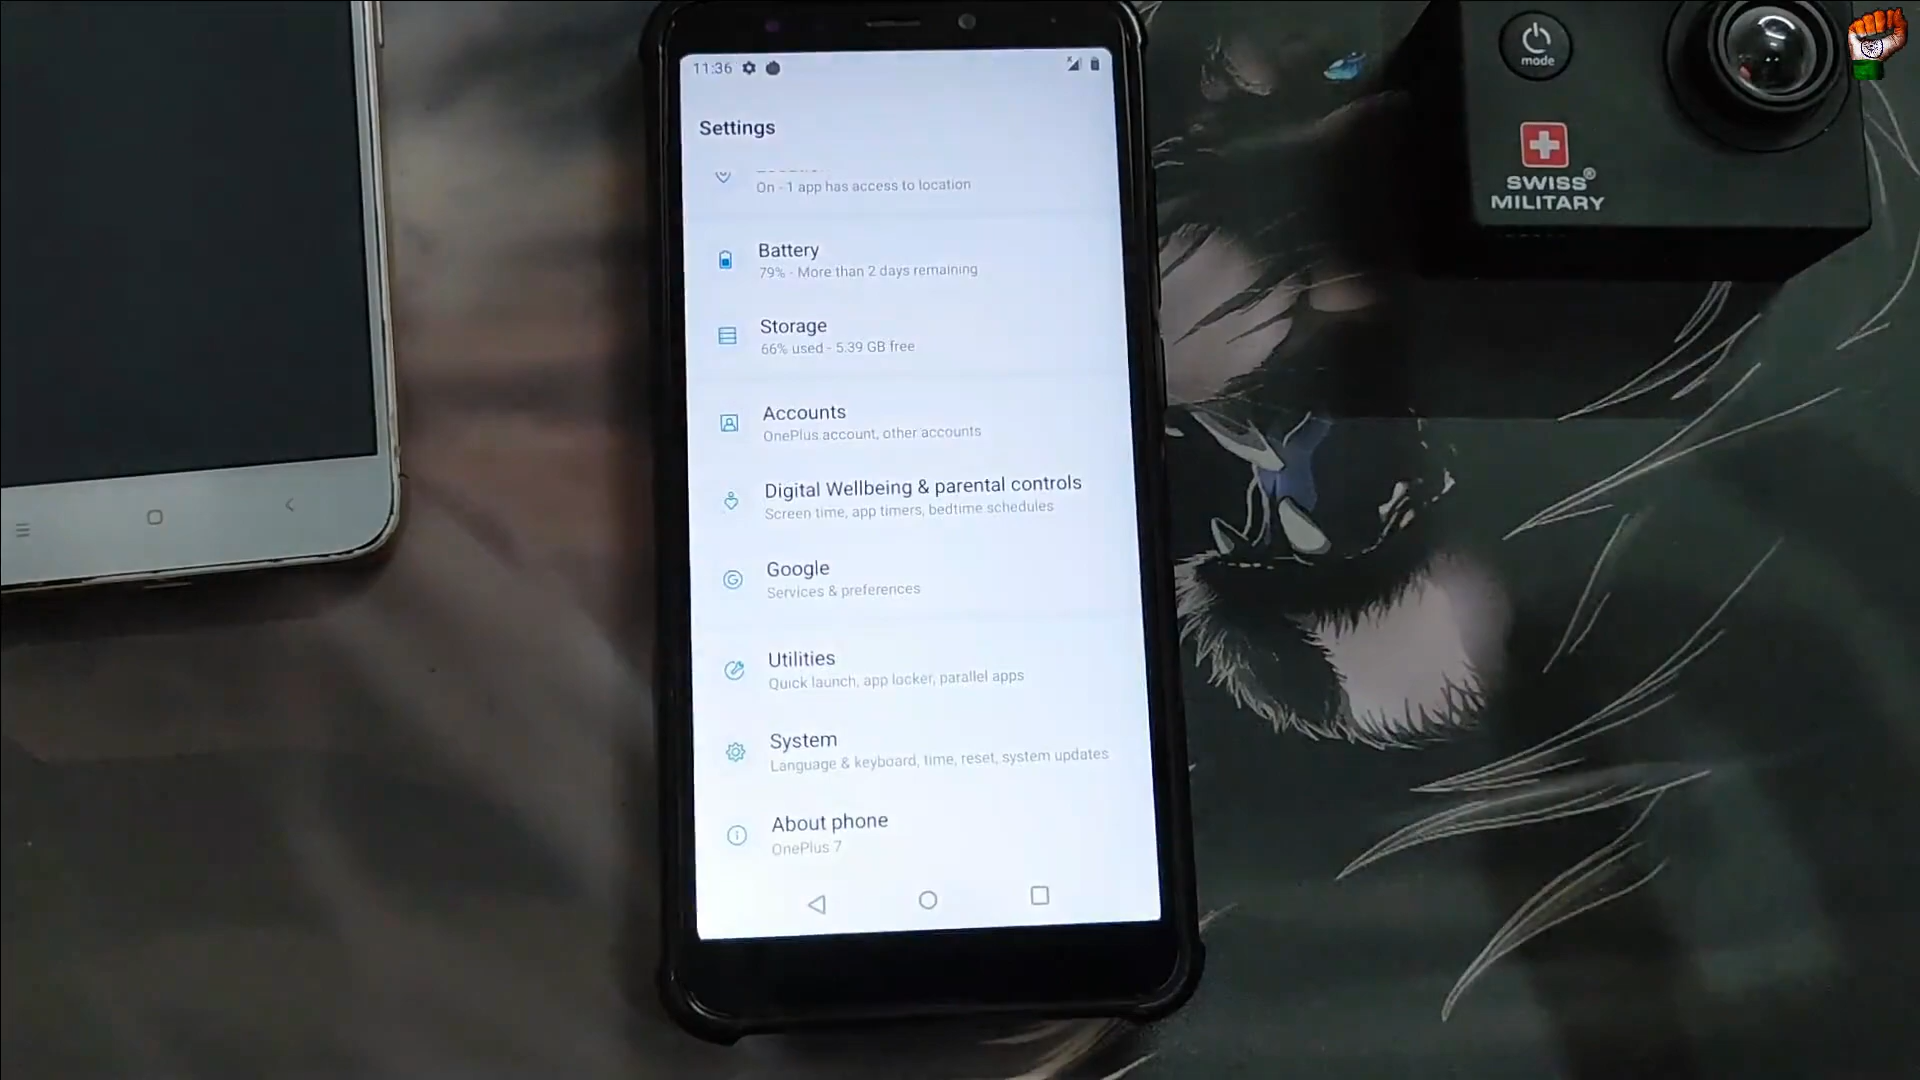 11:36
Settings
On - 1 app has access to location
Battery
79% - More than 2 days remaining
Storage
66% used - 5.39 GB free
Accounts
OnePlus account, other accounts
Digital Wellbeing & parental controls
Screen time, app timers, bedtime schedules
Google
Services & preferences
Utilities
Quick launch, app locker, parallel apps
System
Language & keyboard, time, reset, system updates
About phone
OnePlus 7
mode
SWISS®
MILITARY